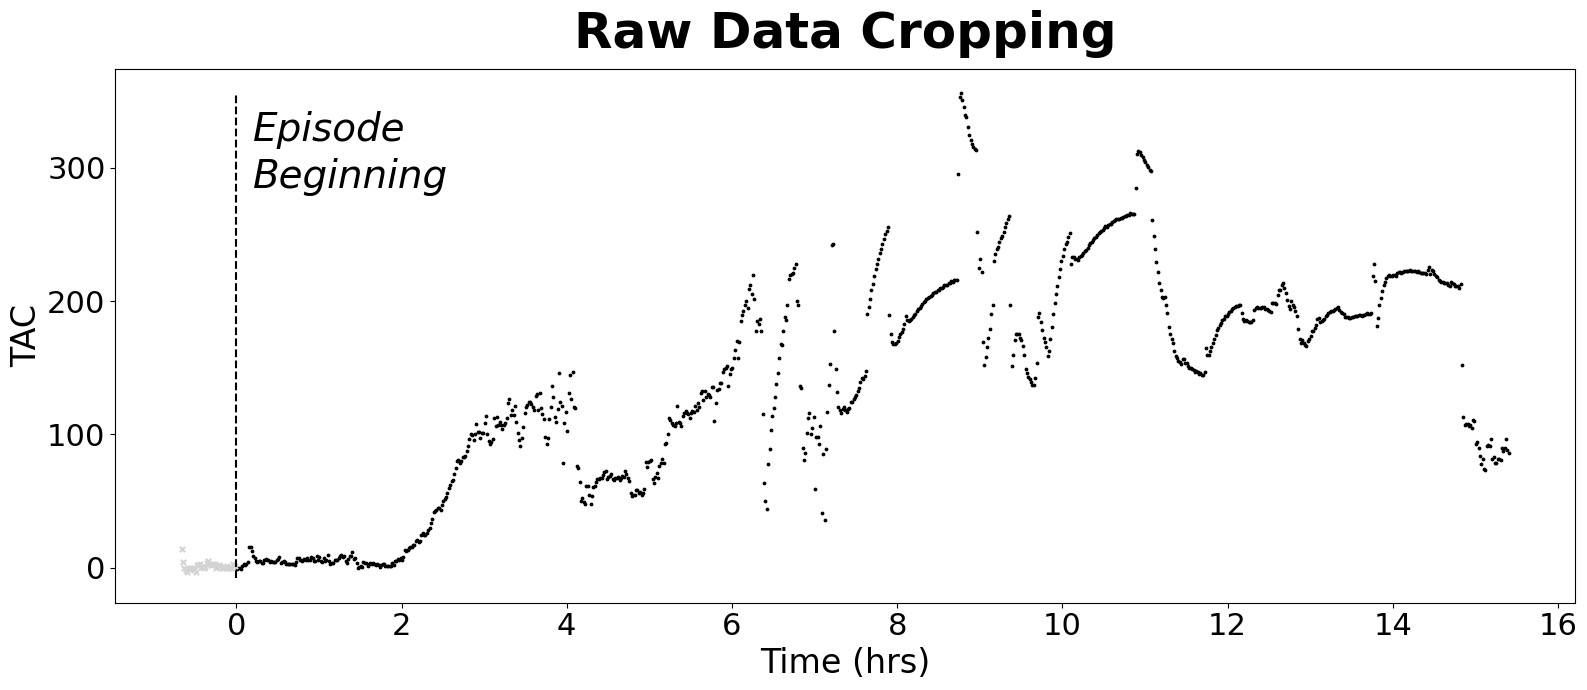 Raw Data Cropping
Episode
Beginning
TAC
300
200
100
0
0 2 4 6 8 10 12 14 16
Time (hrs)